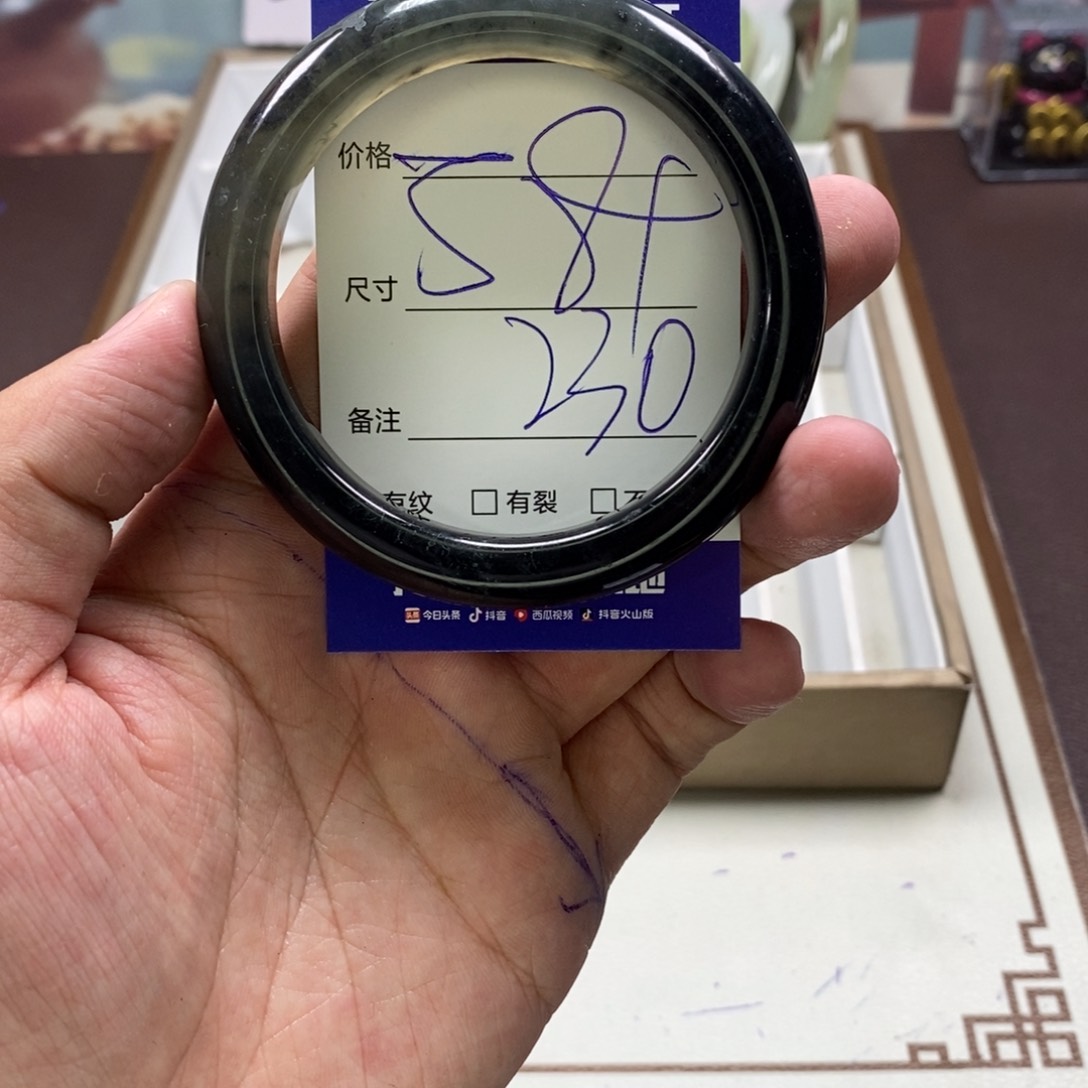 价格
584
尺寸
230
备注
有纹 □有裂 □
今日头条 抖音 西瓜视频 抖音火山版